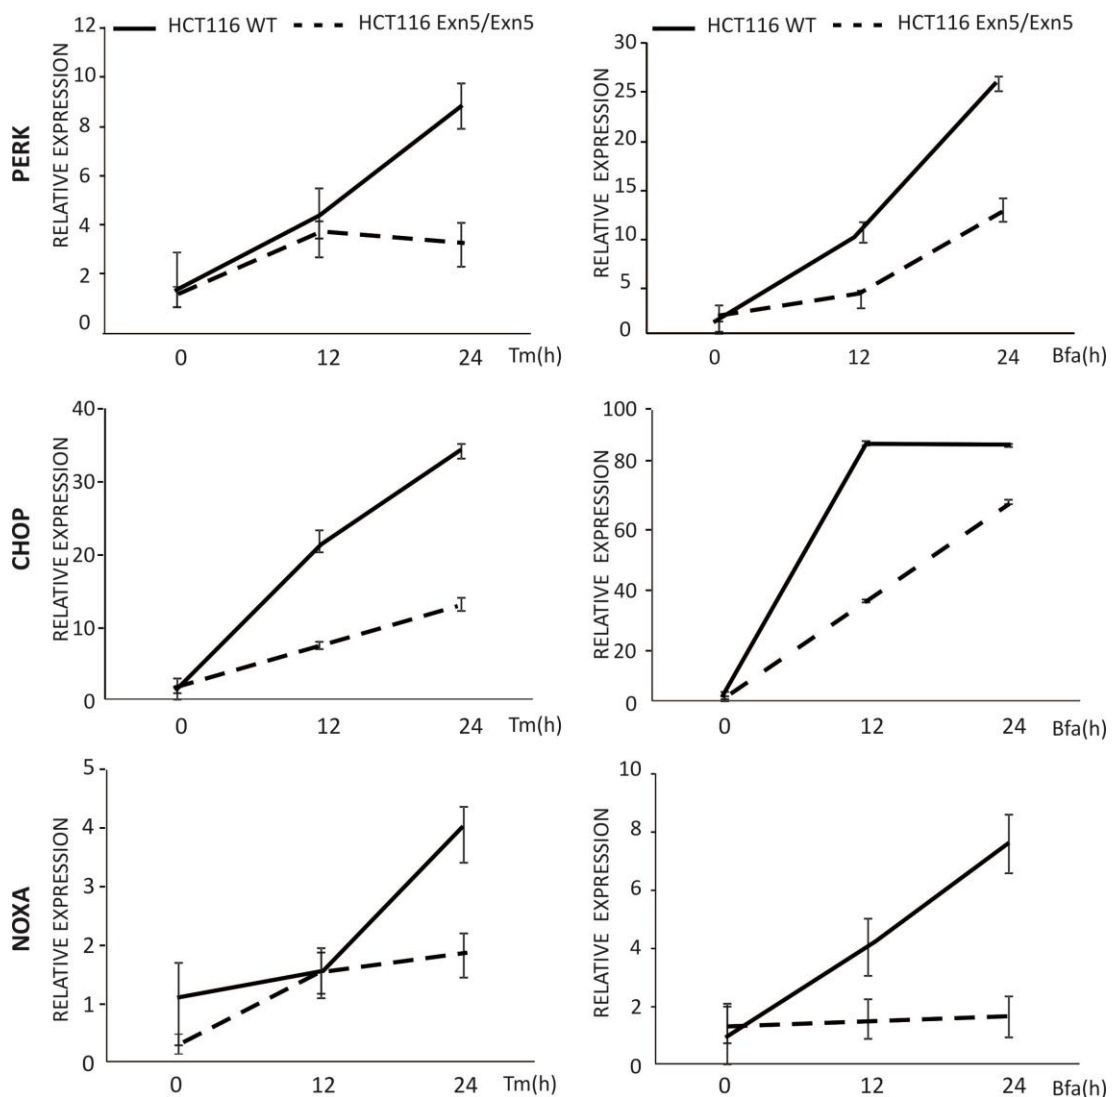 HCT116 WT HCT116 Exn5/Exn5
HCT116 WT HCT116 Exn5/Exn5
PERK
RELATIVE EXPRESSION
12
10
8
6
4
2
0
0 12 24 Tm(h)
RELATIVE EXPRESSION
30
25
20
15
10
5
0
0 12 24 Bfa(h)
CHOP
RELATIVE EXPRESSION
40
30
20
10
0
0 12 24 Tm(h)
RELATIVE EXPRESSION
100
80
60
40
20
0
0 12 24 Bfa(h)
NOXA
RELATIVE EXPRESSION
5
4
3
2
1
0
0 12 24 Tm(h)
RELATIVE EXPRESSION
10
8
6
4
2
0
0 12 24 Bfa(h)